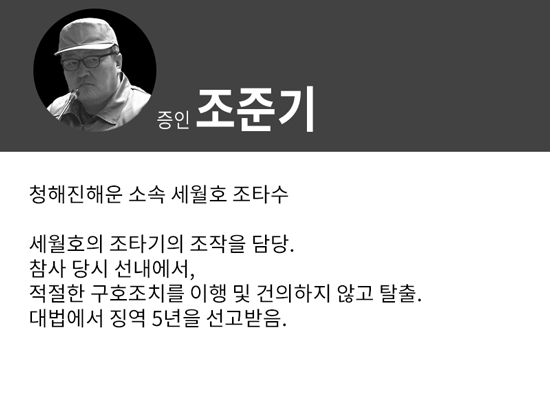 증인 조준기
청해진해운 소속 세월호 조타수
세월호의 조타기의 조작을 담당.
참사 당시 선내에서,
적절한 구호조치를 이행 및 건의하지 않고 탈출.
대법에서 징역 5년을 선고받음.